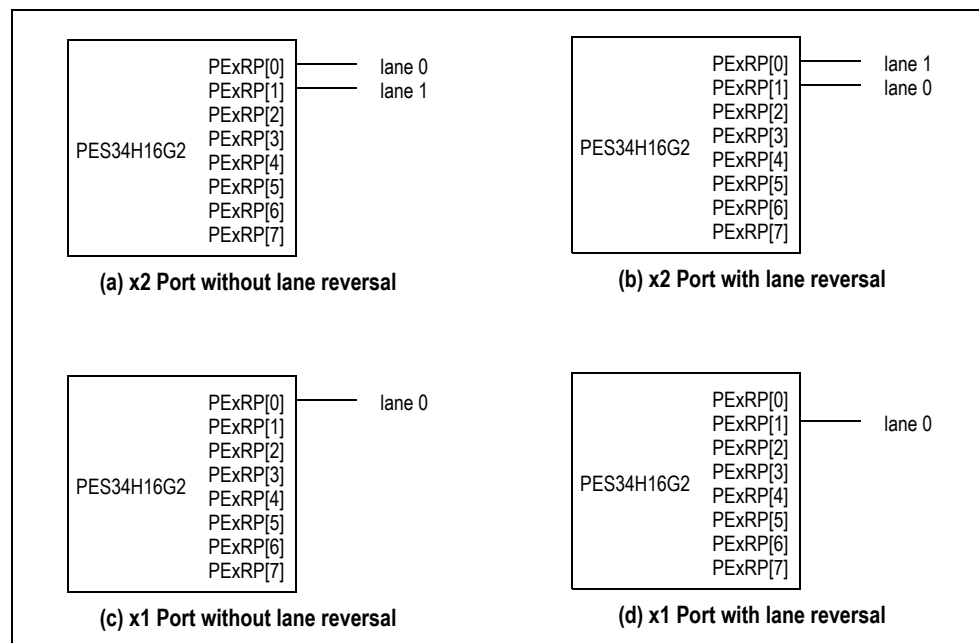 PExRP[0] lane 0
PExRP[1] lane 1
PExRP[2]
PExRP[3]
PES34H16G2
PExRP[4]
PExRP[5]
PExRP[6]
PExRP[7]
(a) x2 Port without lane reversal
PExRP[0] lane 1
PExRP[1] lane 0
PExRP[2]
PExRP[3]
PES34H16G2
PExRP[4]
PExRP[5]
PExRP[6]
PExRP[7]
(b) x2 Port with lane reversal
PExRP[0] lane 0
PExRP[1]
PExRP[2]
PExRP[3]
PES34H16G2
PExRP[4]
PExRP[5]
PExRP[6]
PExRP[7]
(c) x1 Port without lane reversal
PExRP[0]
PExRP[1] lane 0
PExRP[2]
PExRP[3]
PES34H16G2
PExRP[4]
PExRP[5]
PExRP[6]
PExRP[7]
(d) x1 Port with lane reversal